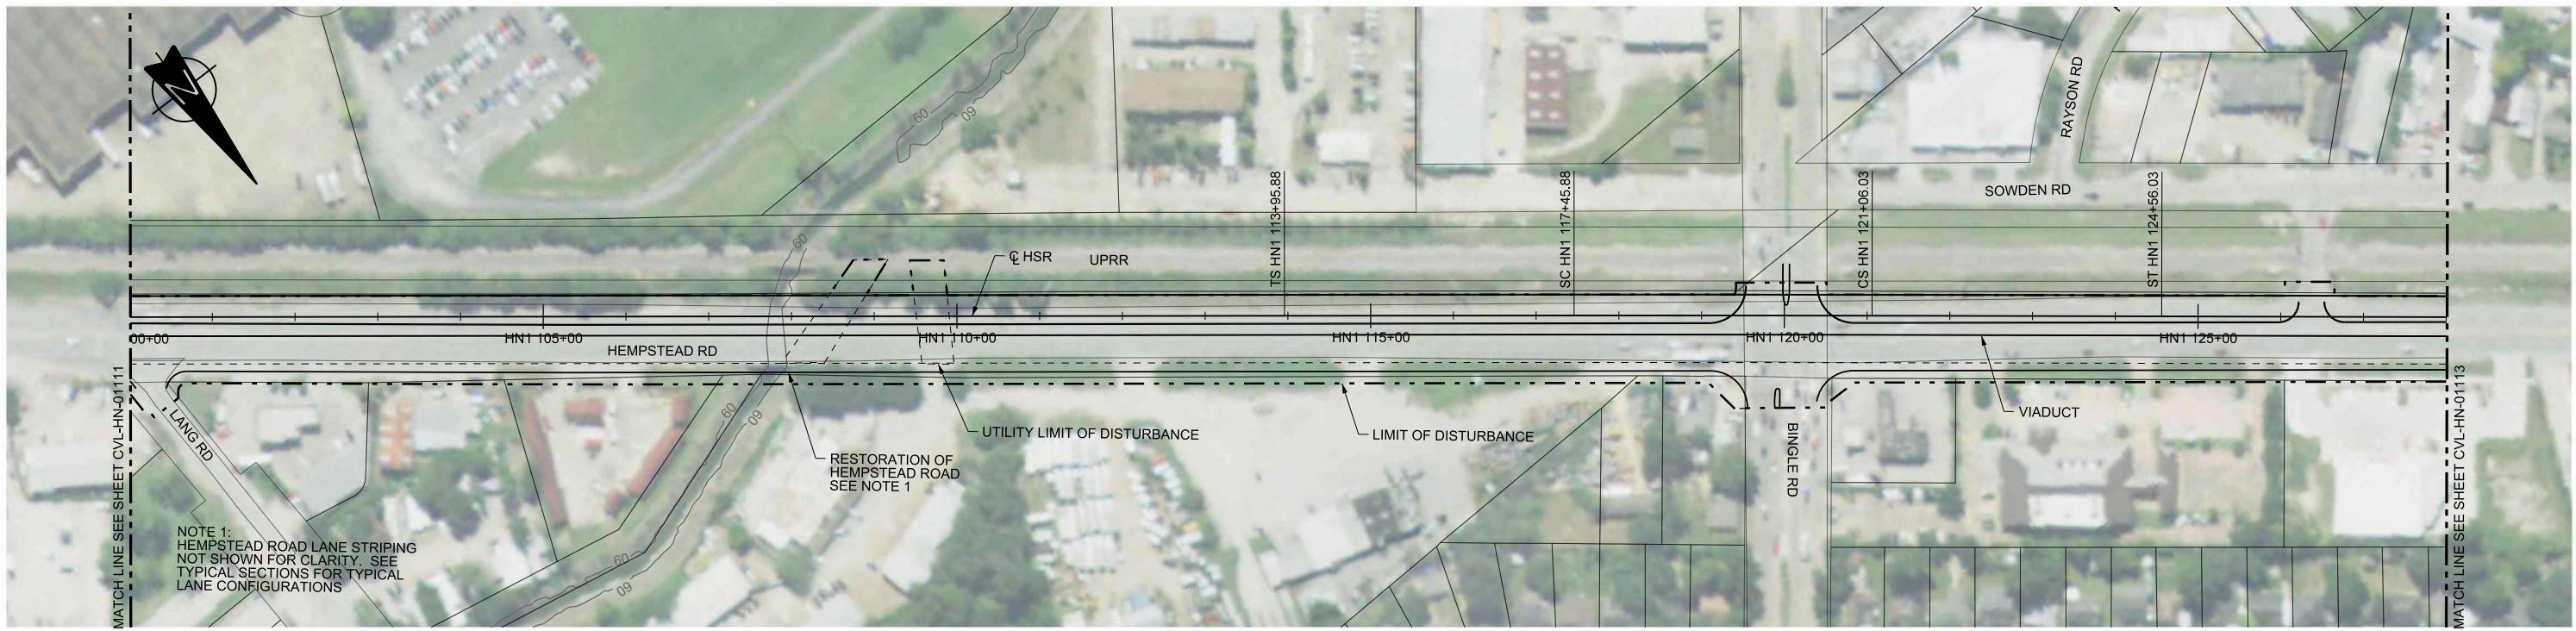 60
60
RAYSON RD
SOWDEN RD
TS HN1 1113+95.88
SC HN1 1117+45.88
CS HN1 1121+06.03
ST HN1 1124+56.03
60
℄ HSR
UPRR
00+00
HN1 105+00
HN1 110+00
HN1 115+00
HN1 120+00
HN1 125+00
HEMPSTEAD RD
MATCH LINE SEE SHEET CVL-HN-01111
LANG RD
60
60
UTILITY LIMIT OF DISTURBANCE
LIMIT OF DISTURBANCE
VIADUCT
BINGLE RD
MATCH LINE SEE SHEET CVL-HN-01113
RESTORATION OF
HEMPSTEAD ROAD
SEE NOTE 1
NOTE 1:
HEMPSTEAD ROAD LANE STRIPING
NOT SHOWN FOR CLARITY. SEE
TYPICAL SECTIONS FOR TYPICAL
LANE CONFIGURATIONS
60
60